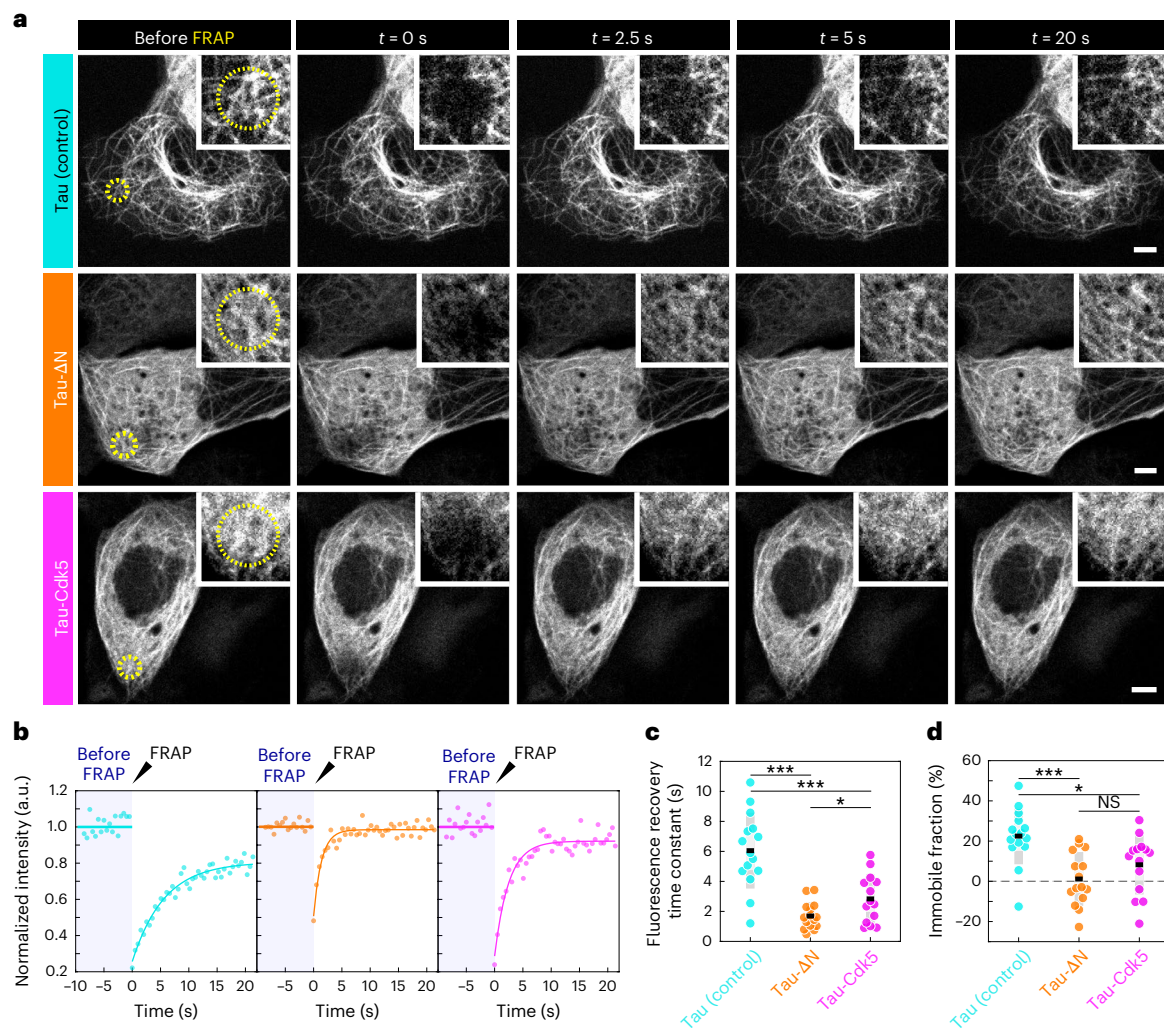 a
Before FRAP
t = 0 s
t = 2.5 s
t = 5 s
t = 20 s
Tau (control)
Tau-ΔN
Tau-Cdk5
b
Before FRAP
FRAP
Before FRAP
FRAP
Before FRAP
FRAP
Normalized intensity (a.u.)
1.2
1.0
0.8
0.6
0.4
0.2
−10 −5 0 5 10 15 20
−5 0 5 10 15 20
−5 0 5 10 15 20
Time (s)
Time (s)
Time (s)
c
Fluorescence recovery
time constant (s)
12
10
8
6
4
2
0
***
***
*
Tau (control)
Tau-ΔN
Tau-Cdk5
d
Immobile fraction (%)
60
40
20
0
−20
***
*
NS
Tau (control)
Tau-ΔN
Tau-Cdk5